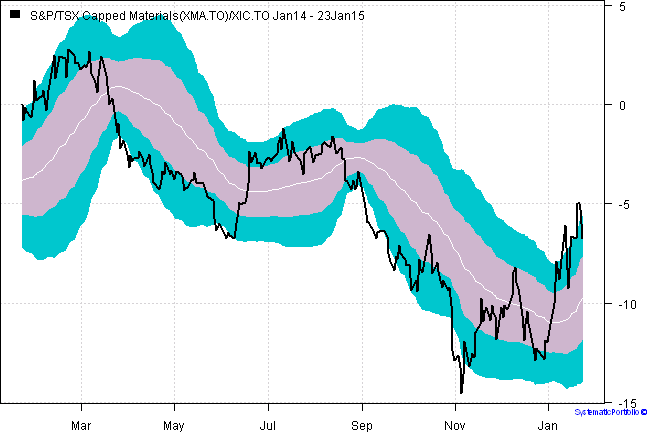 S&P/TSX Capped Materials(XMA.TO)/XIC.TO Jan14 - 23Jan15
5
0
-5
-10
-15
SystematicPortfolio ©
Mar May Jul Sep Nov Jan